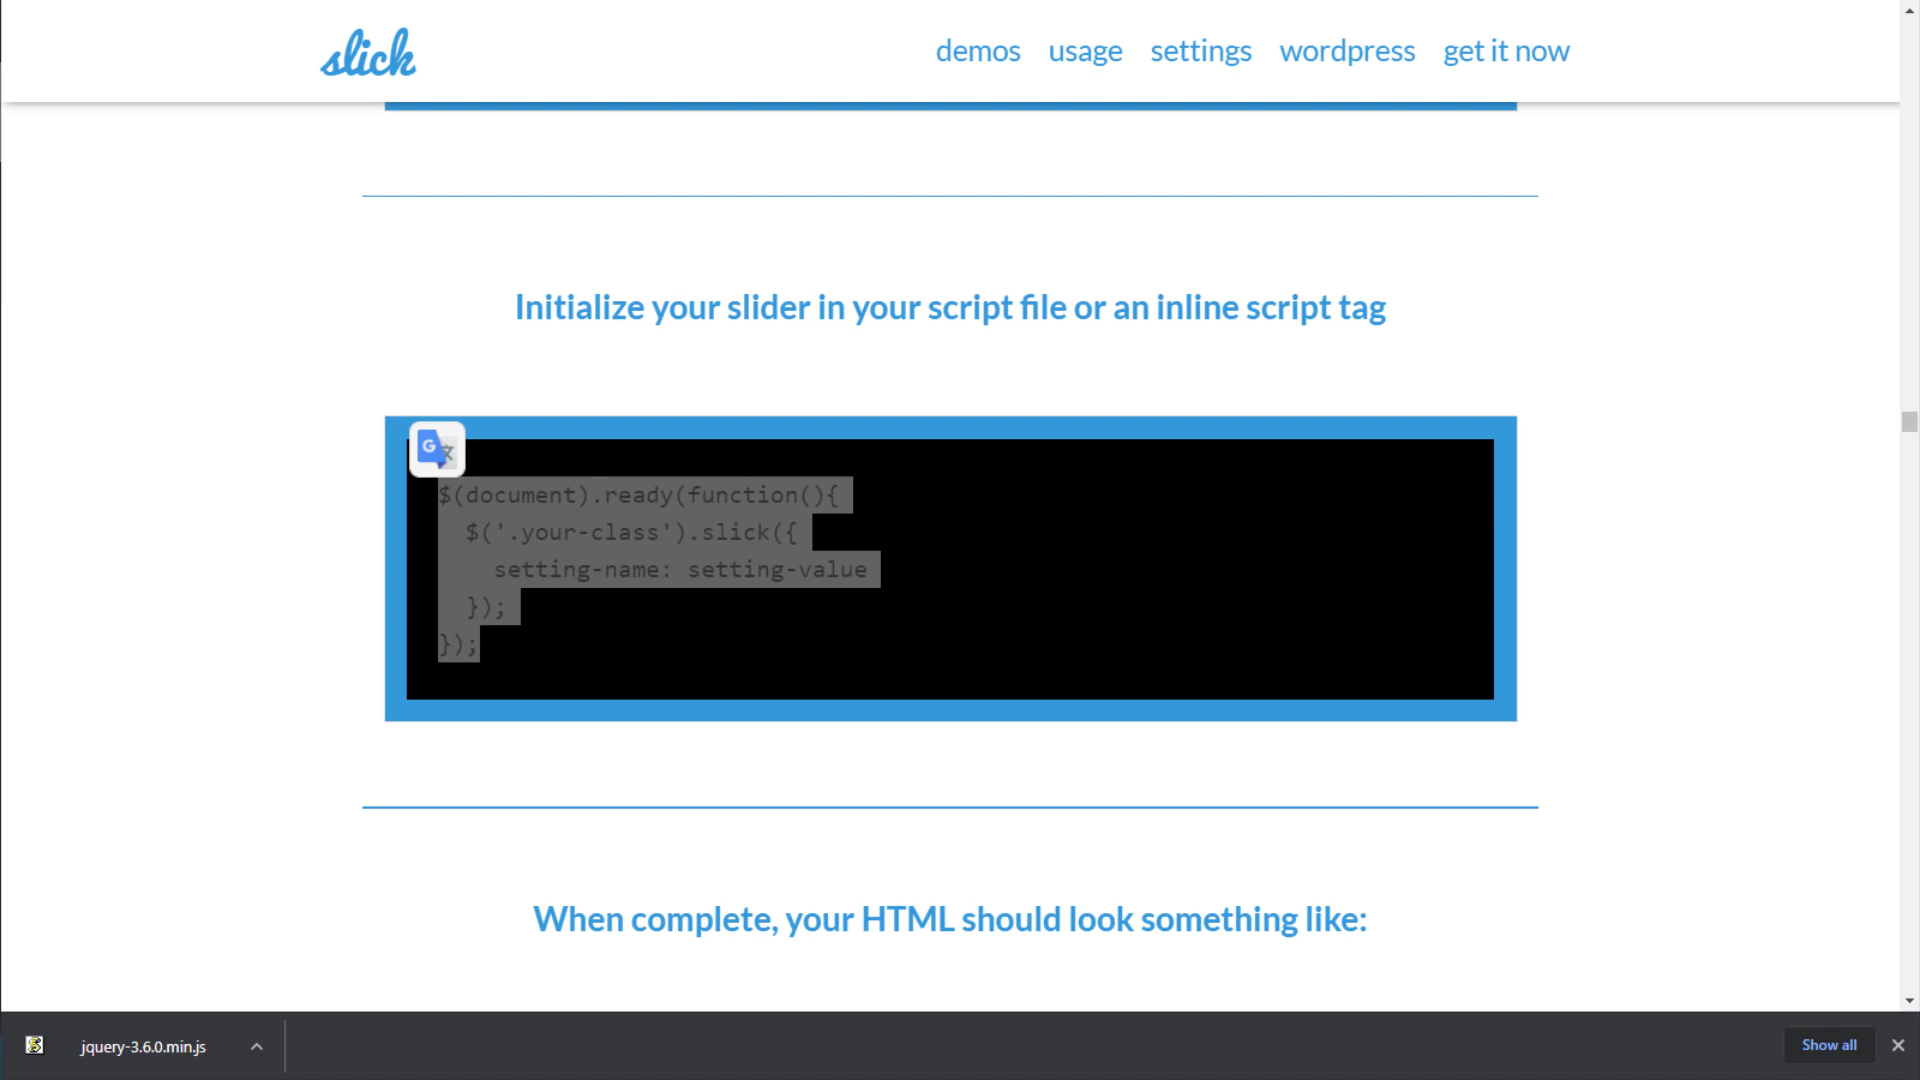 slick
demos usage settings wordpress get it now
Initialize your slider in your script file or an inline script tag
G文
$(document).ready(function(){
  $('.your-class').slick({
    setting-name: setting-value
  });
});
When complete, your HTML should look something like:
jquery-3.6.0.min.js
Show all